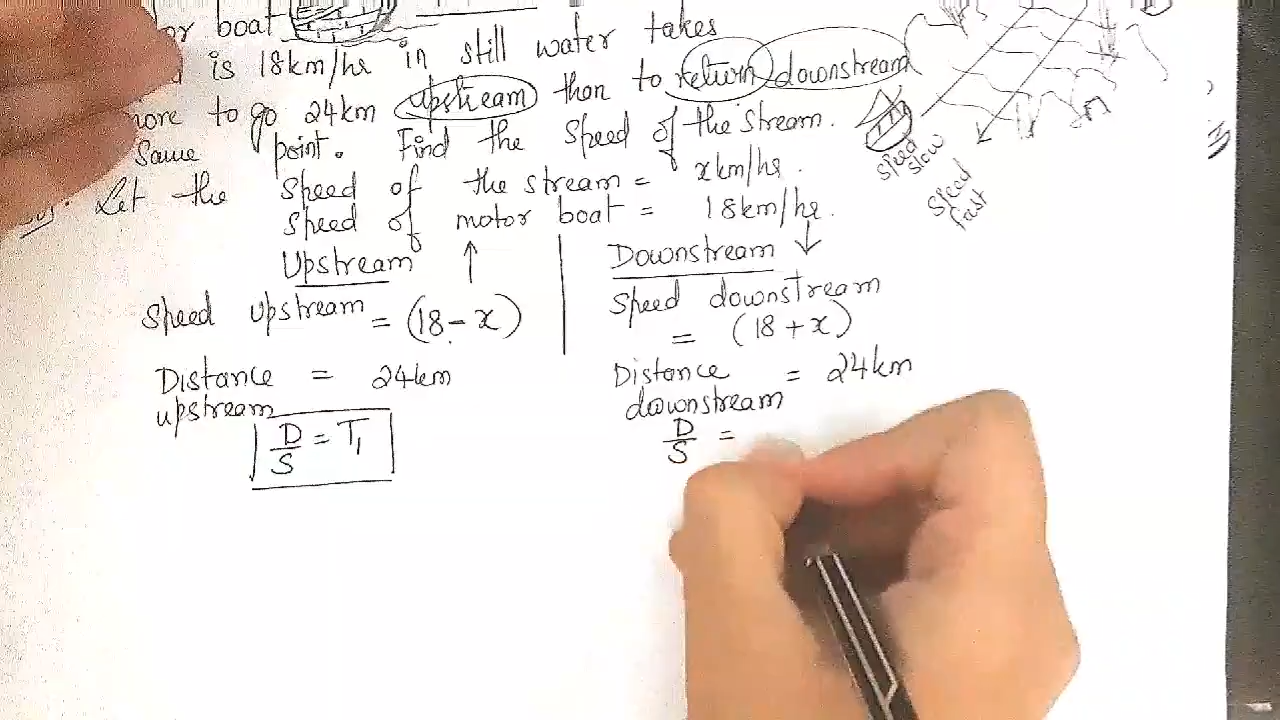 boat
is 18km/hr in still water takes
more to go 24km upstream than to return downstream
Same point. Find the speed of the stream.
Let the speed of the stream = x km/hr.
Speed of motor boat = 18km/hr.
Upstream
Speed upstream = (18 - x)
Distance upstream = 24km
D/S = T₁
Downstream
Speed downstream = (18 + x)
Distance downstream = 24km
D/S =
Speed slow
Speed fast